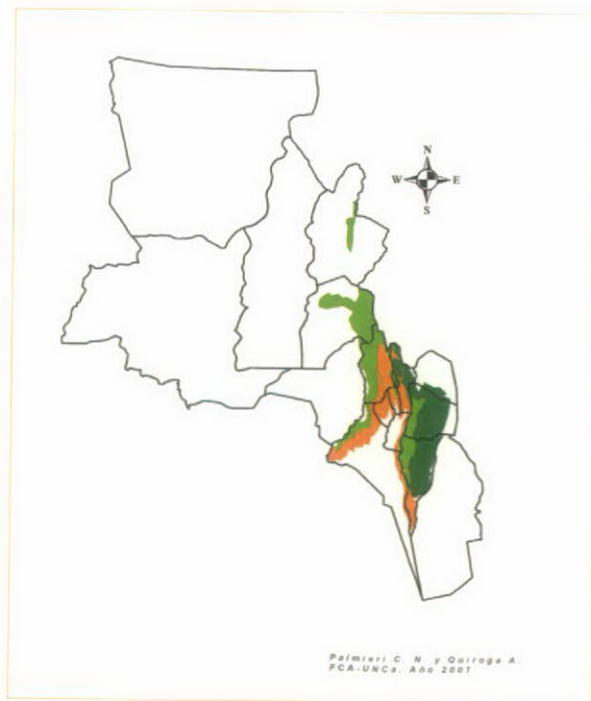 N
W E
S
Palmieri C. N. y Quiroga A.
FCA-UNCa. Año 2007